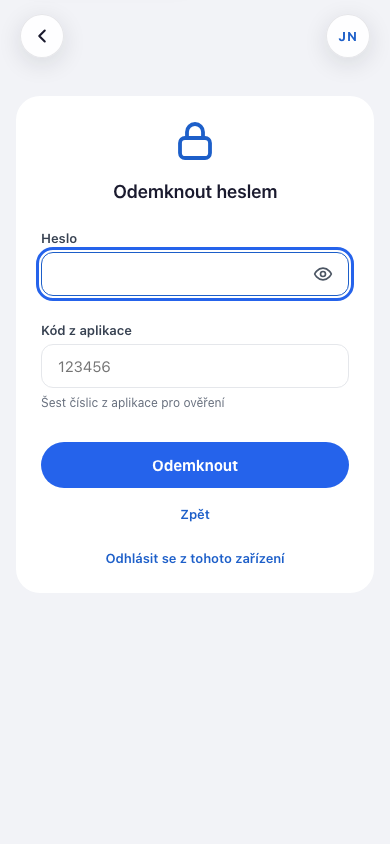 JN
Odemknout heslem
Heslo
Kód z aplikace
123456
Šest číslic z aplikace pro ověření
Odemknout
Zpět
Odhlásit se z tohoto zařízení